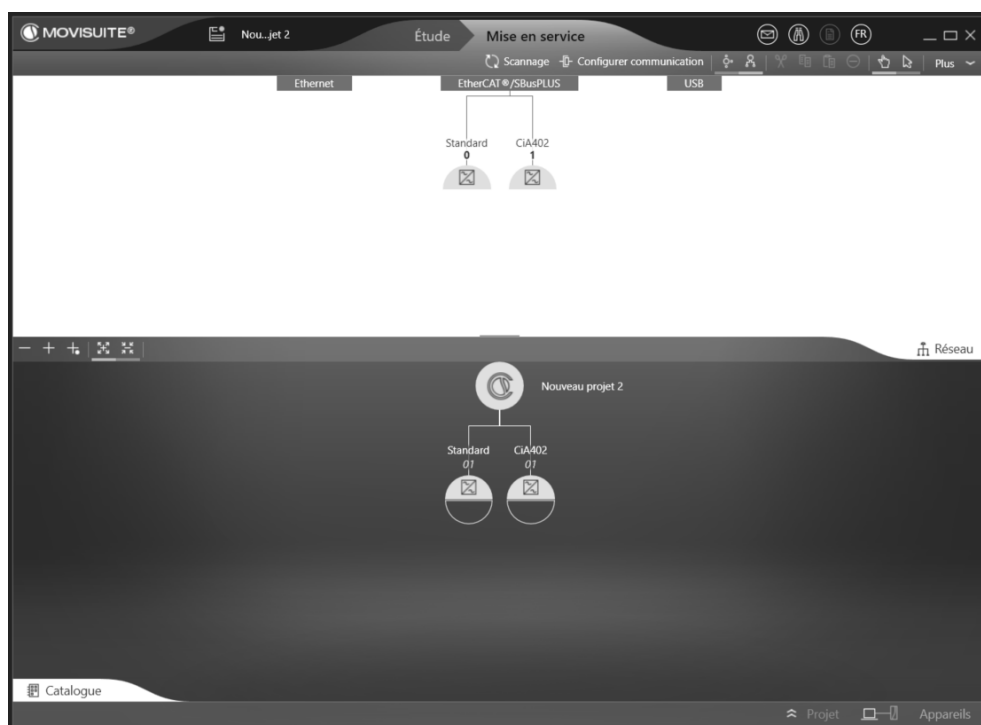 MOVISUITE®
Nou...jet 2
Étude
Mise en service
FR
Scannage
Configurer communication
Plus
Ethernet
EtherCAT®/SBusPLUS
USB
Standard
CiA402
0
1
Réseau
Nouveau projet 2
Standard
CiA402
01
01
Catalogue
Projet
Appareils